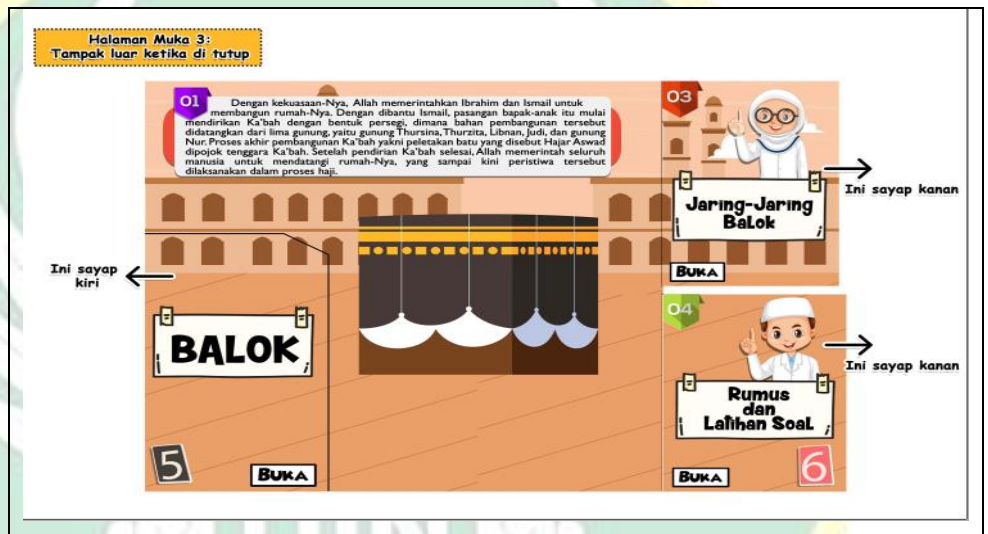 Halaman Muka 3:
Tampak luar ketika di tutup
01
Dengan kekuasaan-Nya, Allah memerintahkan Ibrahim dan Ismail untuk
membangun rumah-Nya. Dengan dibantu Ismail, pasangan bapak-anak itu mulai
mendirikan Ka'bah dengan bentuk persegi, dimana bahan pembangunan tersebut
didatangkan dari lima gunung, yaitu gunung Thursina, Thurzita, Libnan, Judi, dan gunung
Nur. Proses akhir pembangunan Ka'bah yakni peletakan batu yang disebut Hajar Aswad
dipojok tenggara Ka'bah. Setelah pendirian Ka'bah selesai, Allah memerintah seluruh
manusia untuk mendatangi rumah-Nya, yang sampai kini peristiwa tersebut
dilaksanakan dalam proses haji.
03
Jaring-Jaring
Balok
BUKA
Ini sayap kanan
Ini sayap
kiri
BALOK
5
BUKA
04
Rumus
dan
Latihan Soal
BUKA
6
Ini sayap kanan